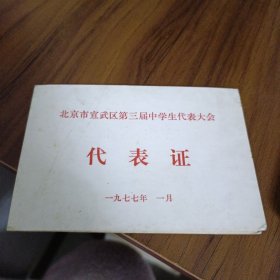 北京市宣武区第三届中学生代表大会
代表证
一九七七年 一月